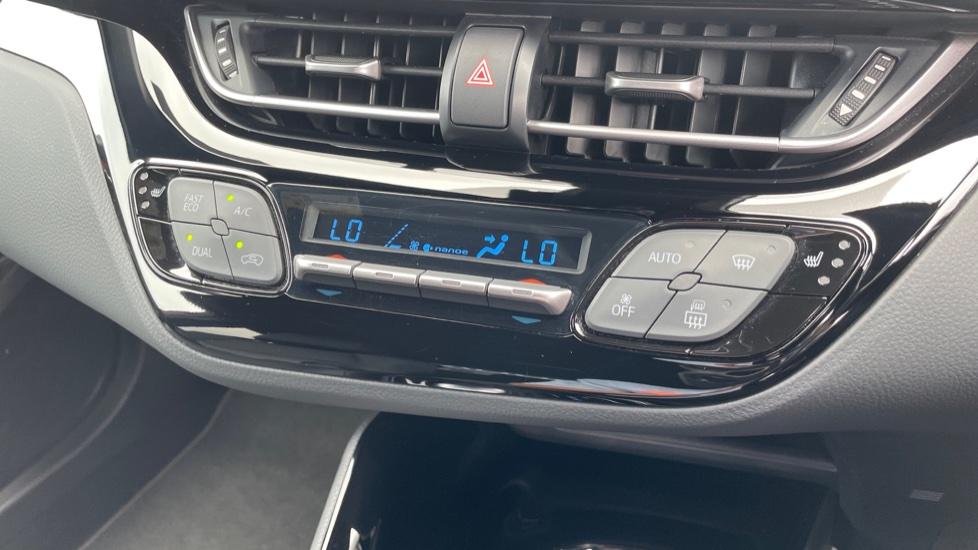 FAST
ECO
A/C
DUAL
LO
nanoe
LO
AUTO
OFF